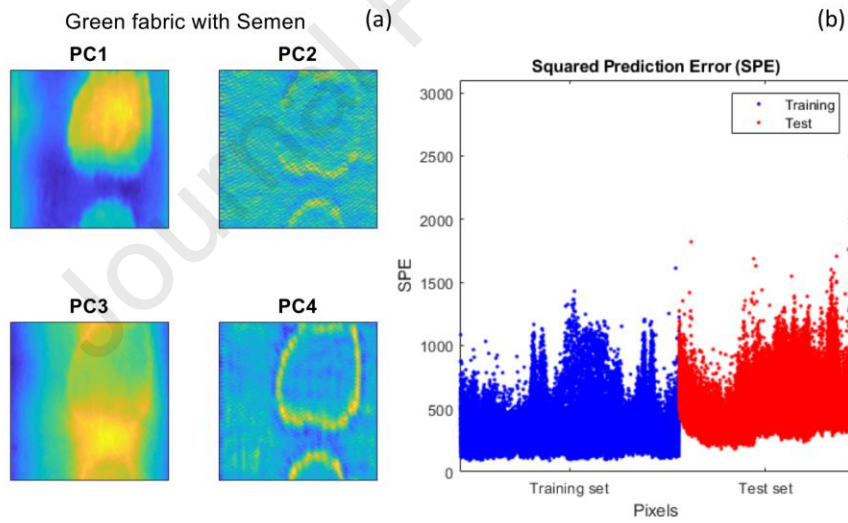 Green fabric with Semen
(a)
PC1
PC2
PC3
PC4
(b)
Squared Prediction Error (SPE)
Training
Test
3000
2500
2000
1500
1000
500
0
SPE
Training set
Test set
Pixels
Journal P